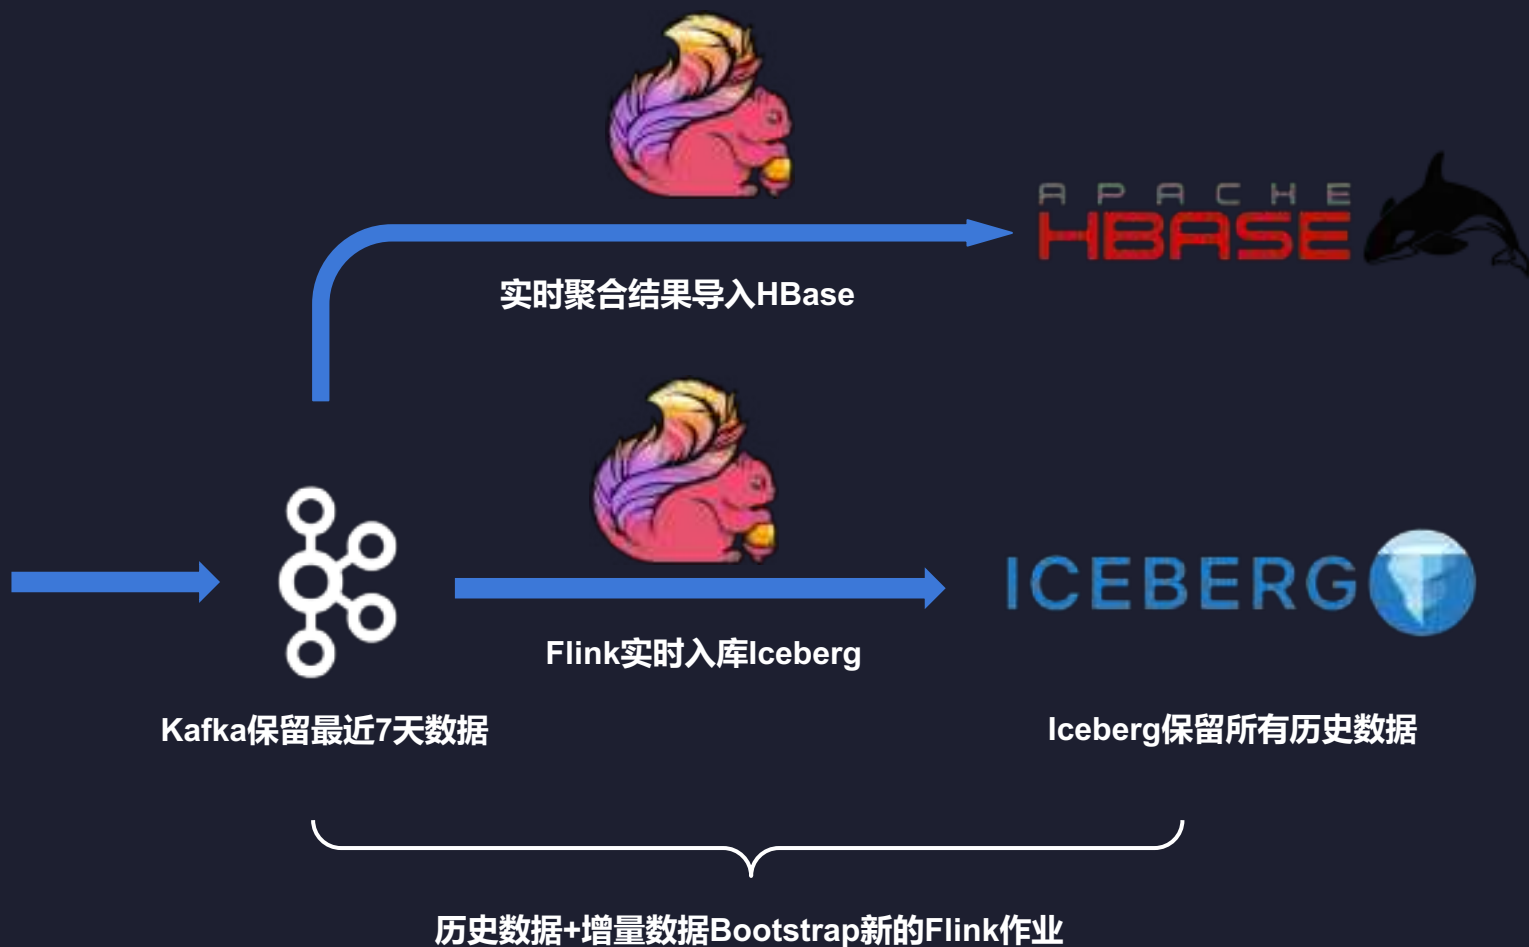 APACHE
HBASE
实时聚合结果导入HBase
ICEBERG
Flink实时入库Iceberg
Kafka保留最近7天数据
Iceberg保留所有历史数据
历史数据+增量数据Bootstrap新的Flink作业